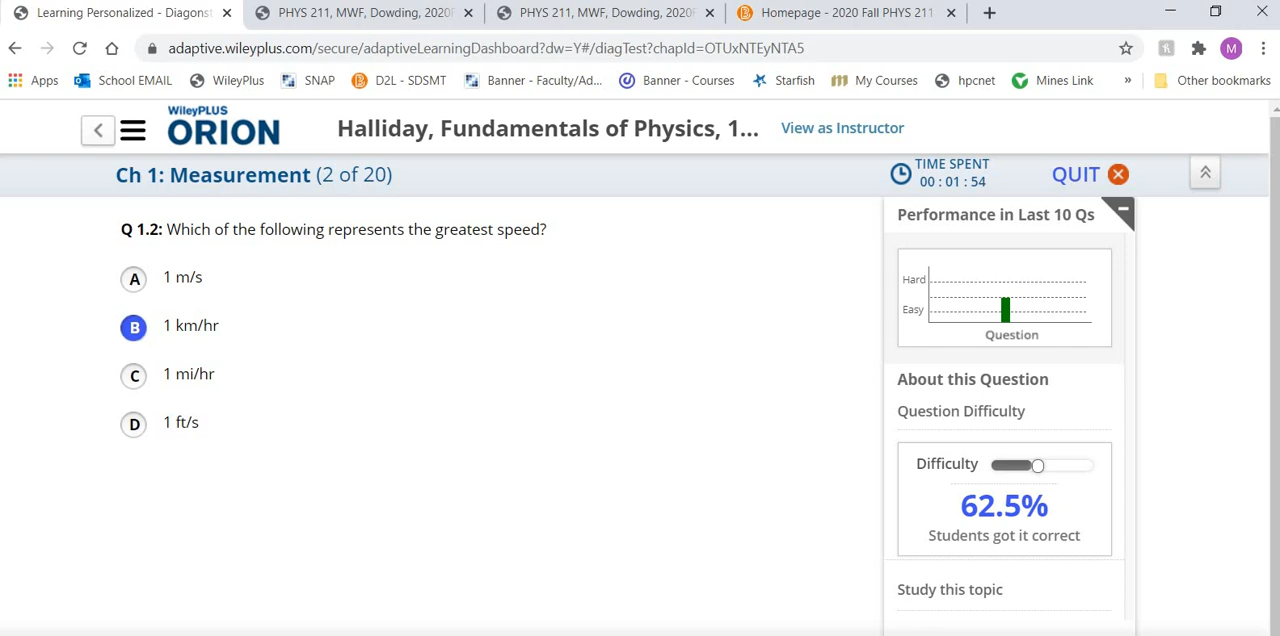 Learning Personalized - Diagonst
PHYS 211, MWF, Dowding, 2020F
PHYS 211, MWF, Dowding, 2020F
Homepage - 2020 Fall PHYS 211
adaptive.wileyplus.com/secure/adaptiveLearningDashboard?dw=Y#/diagTest?chapId=OTUxNTEyNTA5
M
Apps
School EMAIL
WileyPlus
SNAP
D2L - SDSMT
Banner - Faculty/Ad...
Banner - Courses
Starfish
My Courses
hpcnet
Mines Link
»
Other bookmarks
WileyPLUS
ORION
Halliday, Fundamentals of Physics, 1...
View as Instructor
Ch 1: Measurement (2 of 20)
TIME SPENT
00 : 01 : 54
QUIT
Q 1.2: Which of the following represents the greatest speed?
A 1 m/s
B 1 km/hr
C 1 mi/hr
D 1 ft/s
Performance in Last 10 Qs
Hard
Easy
Question
About this Question
Question Difficulty
Difficulty
62.5%
Students got it correct
Study this topic